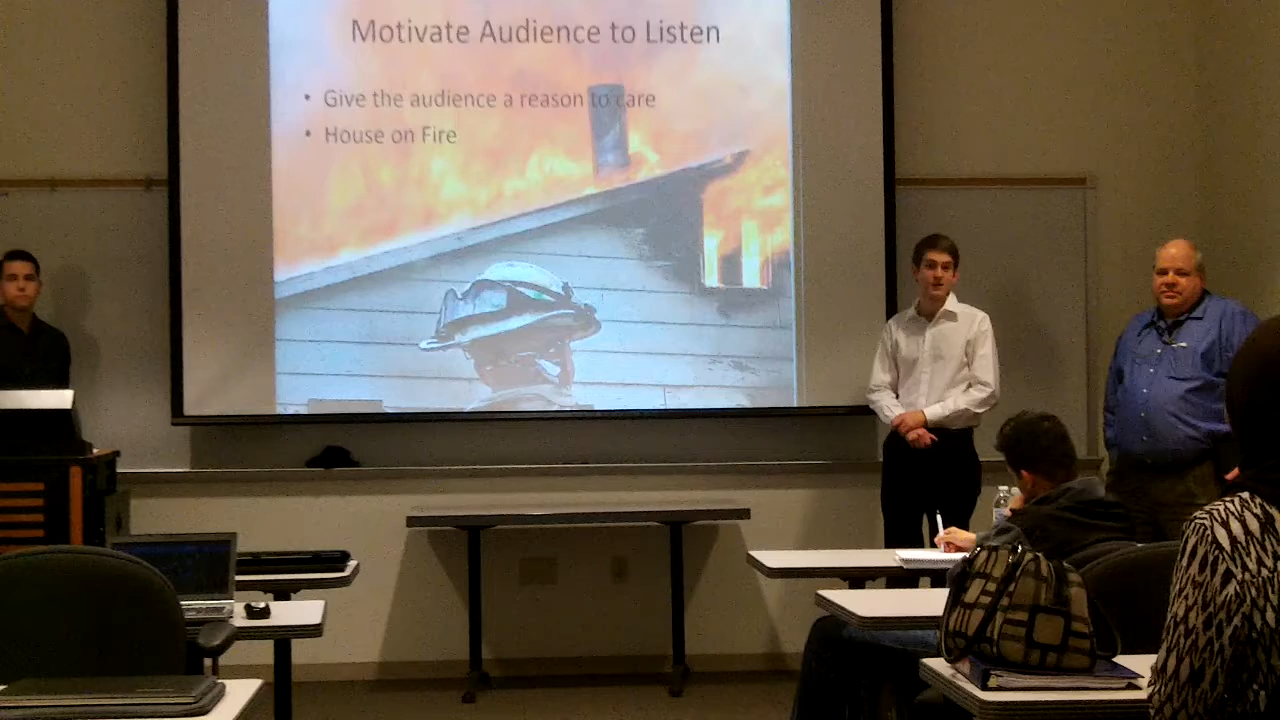 Motivate Audience to Listen
• Give the audience a reason to care
• House on Fire